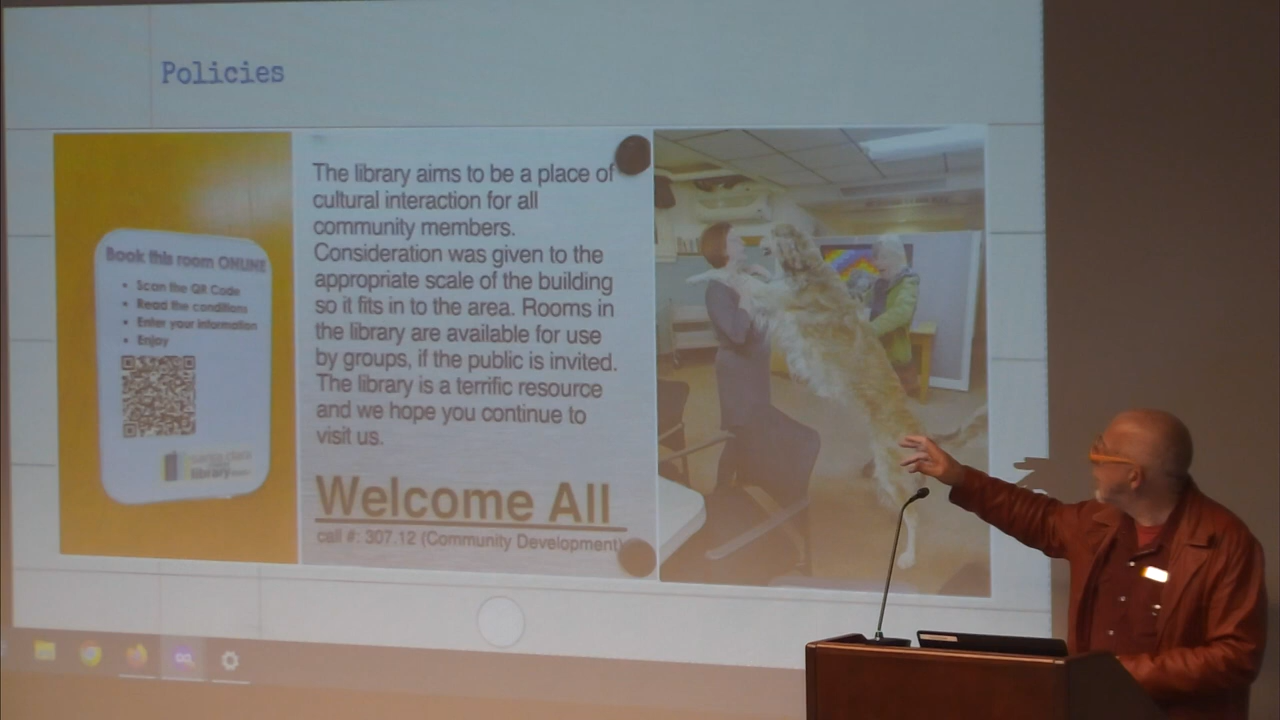 Policies
Book this room ONLINE
• Scan the QR Code
• Read the conditions
• Enter your information
• Enjoy
library
The library aims to be a place of
cultural interaction for all
community members.
Consideration was given to the
appropriate scale of the building
so it fits in to the area. Rooms in
the library are available for use
by groups, if the public is invited.
The library is a terrific resource
and we hope you continue to
visit us.
Welcome All
call #: 307.12 (Community Development)